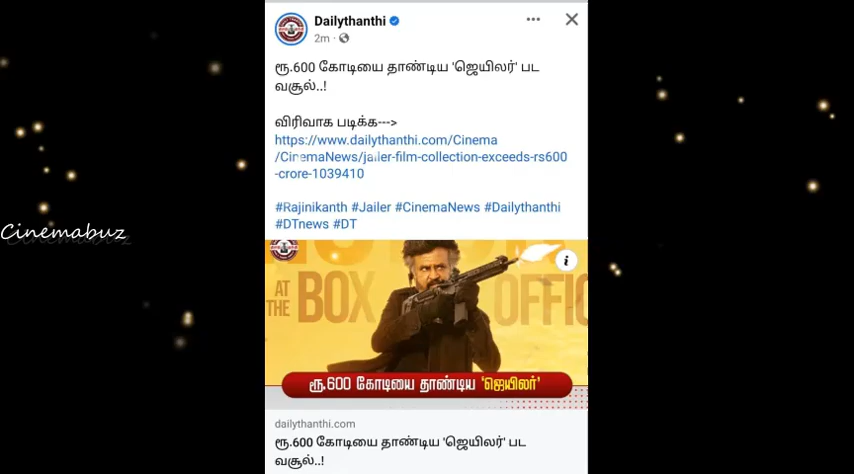 Dailythanthi
2m
ரூ.600 கோடியை தாண்டிய 'ஜெயிலர்' பட
வசூல்..!
விரிவாக படிக்க--->
https://www.dailythanthi.com/Cinema
/CinemaNews/jailer-film-collection-exceeds-rs600
-crore-1039410
#Rajinikanth #Jailer #CinemaNews #Dailythanthi
#DTnews #DT
Cinemabuz
AT
THE BOX OFFIC
ரூ.600 கோடியை தாண்டிய 'ஜெயிலர்'
dailythanthi.com
ரூ.600 கோடியை தாண்டிய 'ஜெயிலர்' பட
வசூல்..!